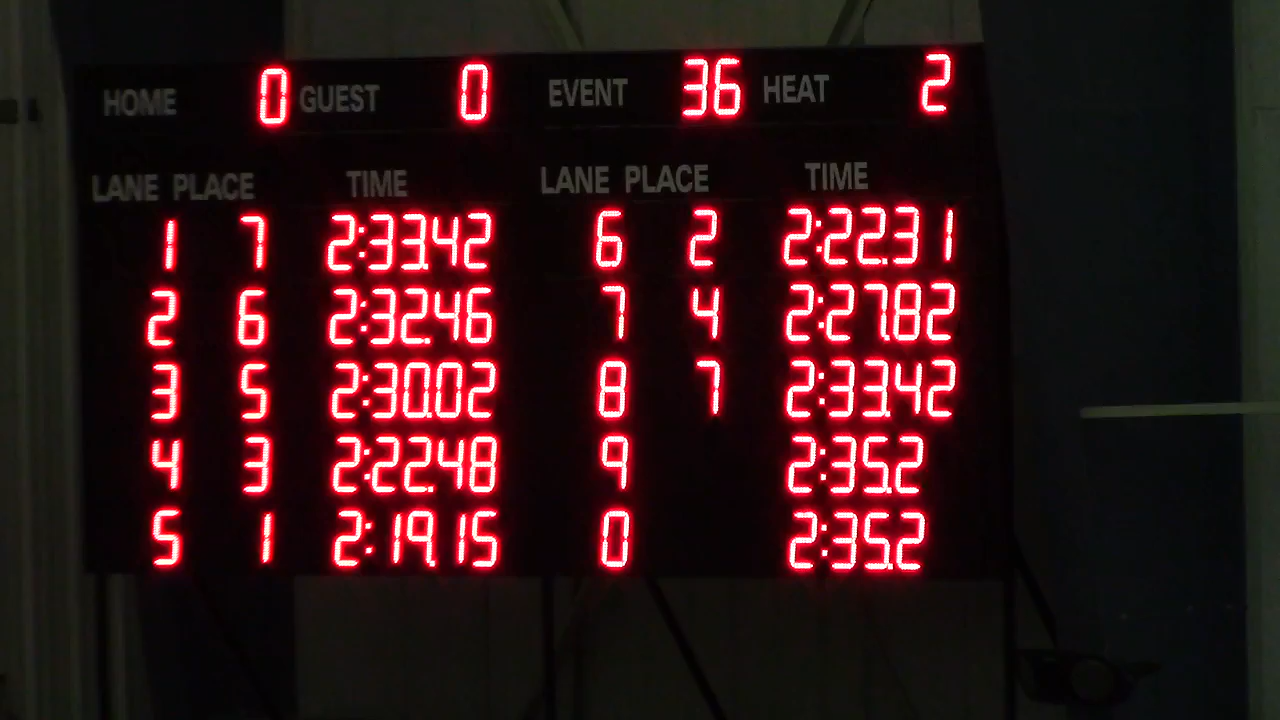 HOME 0 GUEST 0 EVENT 36 HEAT 2
LANE PLACE TIME LANE PLACE TIME
1 7 2:33.42 6 2 2:22.31
2 6 2:32.46 7 4 2:27.82
3 5 2:30.02 8 7 2:33.42
4 3 2:22.48 9 2:35.2
5 1 2:19.15 0 2:35.2